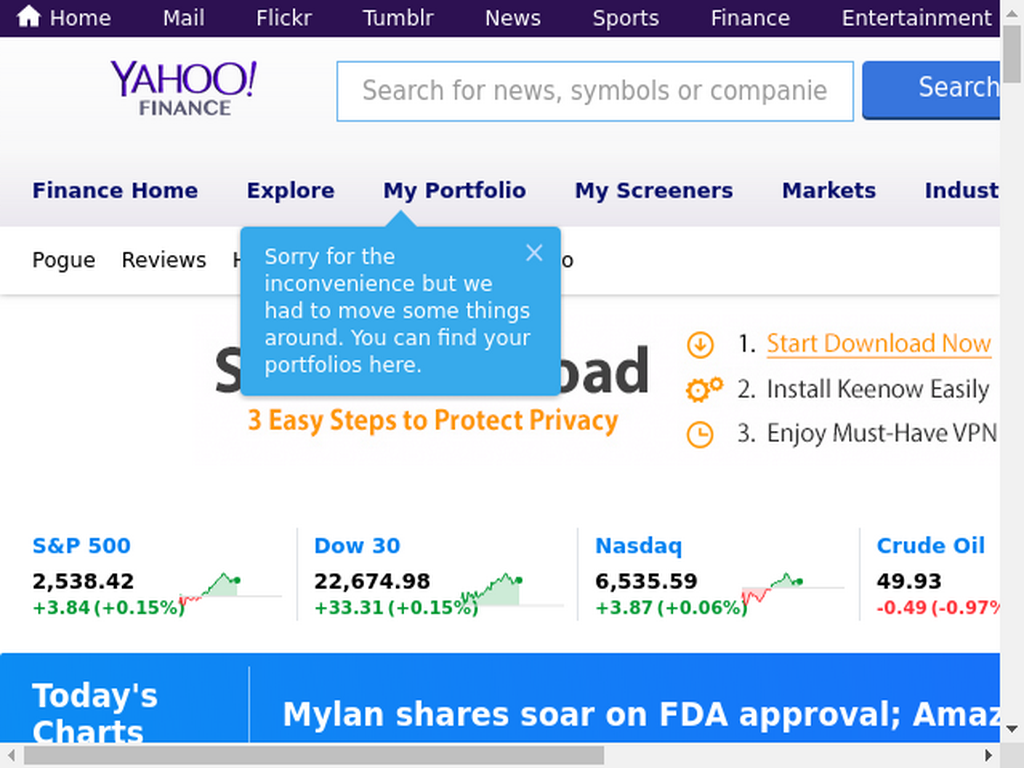 Home Mail Flickr Tumblr News Sports Finance Entertainment
YAHOO!
FINANCE
Search for news, symbols or companie
Search
Finance Home Explore My Portfolio My Screeners Markets Indust
Pogue Reviews H o
Sorry for the
inconvenience but we
had to move some things
around. You can find your
portfolios here.
S oad
3 Easy Steps to Protect Privacy
1. Start Download Now
2. Install Keenow Easily
3. Enjoy Must-Have VPN
S&P 500
2,538.42
+3.84 (+0.15%)
Dow 30
22,674.98
+33.31 (+0.15%)
Nasdaq
6,535.59
+3.87 (+0.06%)
Crude Oil
49.93
-0.49 (-0.97%
Today's
Charts
Mylan shares soar on FDA approval; Amaz